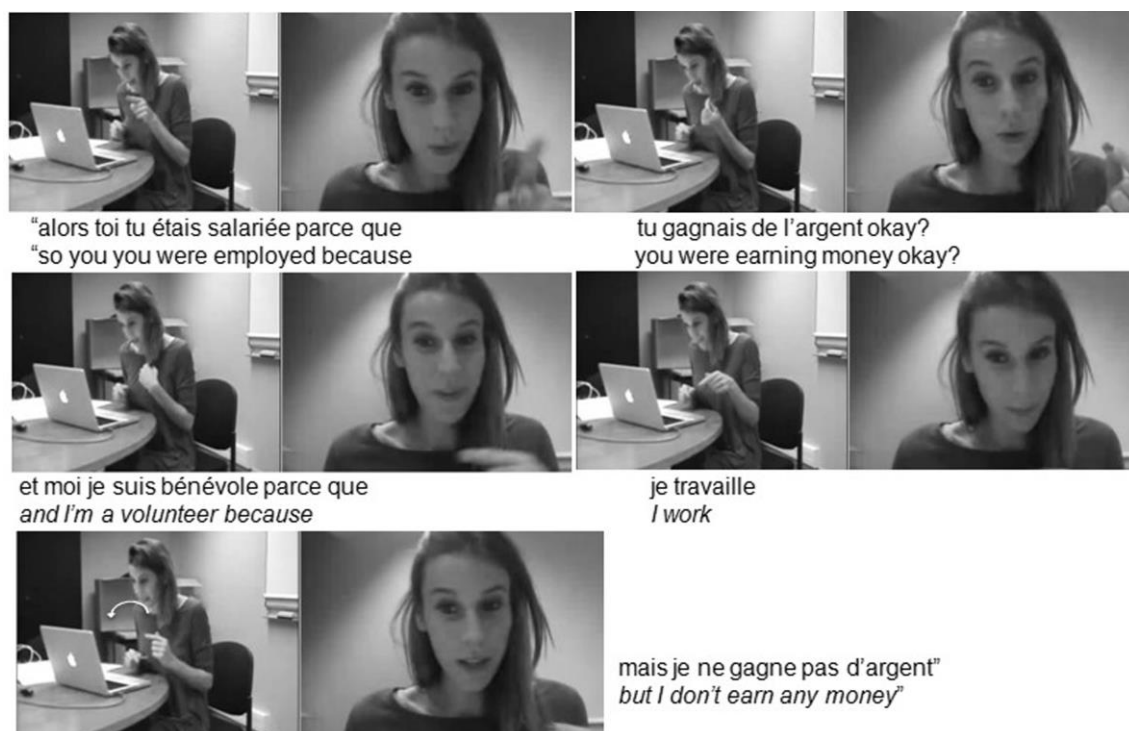 “alors toi tu étais salariée parce que
“so you you were employed because
tu gagnais de l’argent okay?
you were earning money okay?
et moi je suis bénévole parce que
and I’m a volunteer because
je travaille
I work
mais je ne gagne pas d’argent”
but I don’t earn any money”